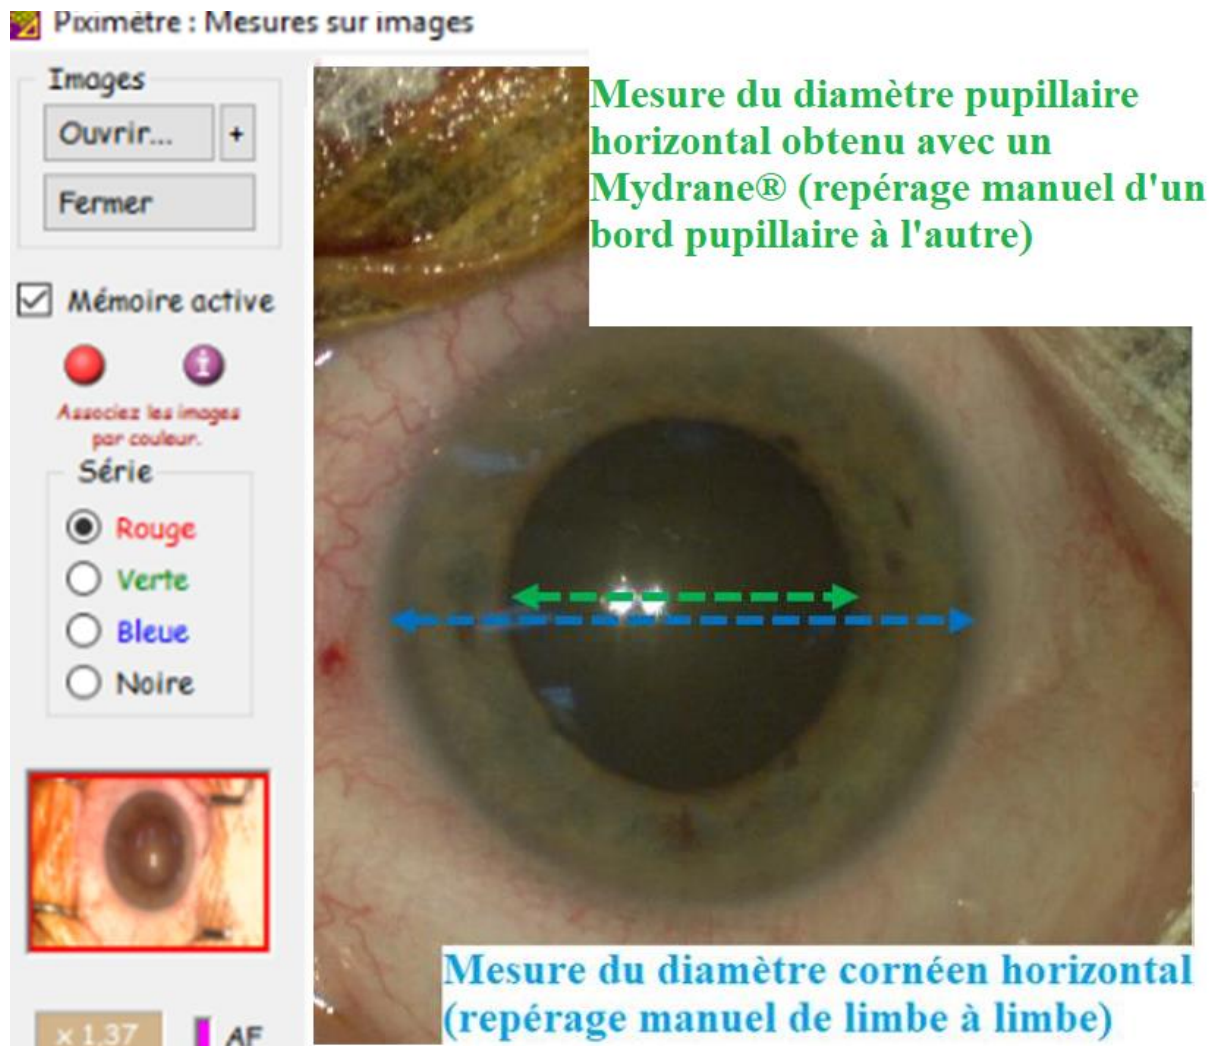 Piximètre : Mesures sur images
Images
Ouvrir... +
Fermer
Mémoire active
Associez les images
par couleur.
Série
Rouge
Verte
Bleue
Noire
x 1.37 AF
Mesure du diamètre pupillaire
horizontal obtenu avec un
Mydrane® (repérage manuel d'un
bord pupillaire à l'autre)
Mesure du diamètre cornéen horizontal
(repérage manuel de limbe à limbe)